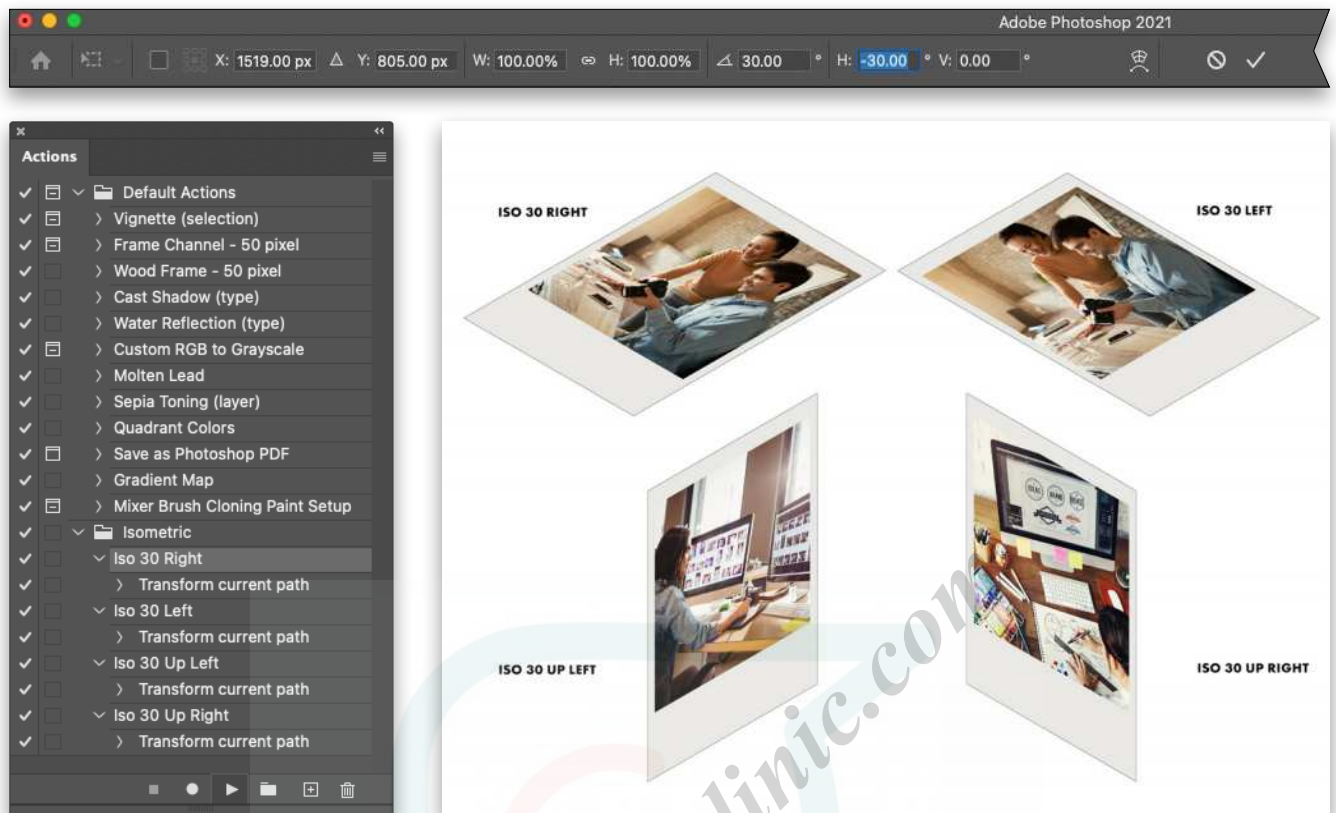 Adobe Photoshop 2021
X: 1519.00 px Y: 805.00 px W: 100.00% H: 100.00% 30.00 ° H: -30.00 ° V: 0.00 °
Actions
Default Actions
Vignette (selection)
Frame Channel - 50 pixel
Wood Frame - 50 pixel
Cast Shadow (type)
Water Reflection (type)
Custom RGB to Grayscale
Molten Lead
Sepia Toning (layer)
Quadrant Colors
Save as Photoshop PDF
Gradient Map
Mixer Brush Cloning Paint Setup
Isometric
Iso 30 Right
Transform current path
Iso 30 Left
Transform current path
Iso 30 Up Left
Transform current path
Iso 30 Up Right
Transform current path
ISO 30 RIGHT
ISO 30 LEFT
ISO 30 UP LEFT
ISO 30 UP RIGHT
linic.com